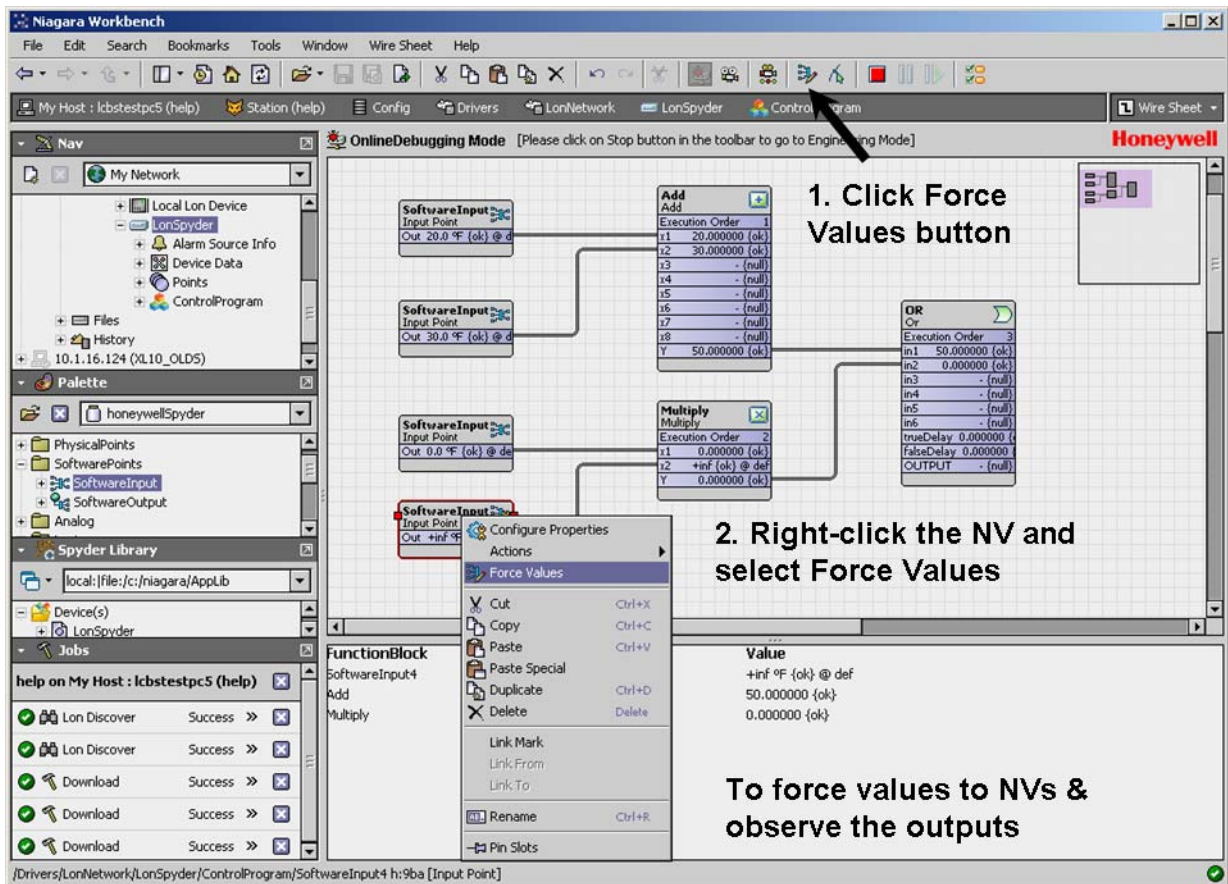 Niagara Workbench
File Edit Search Bookmarks Tools Window Wire Sheet Help
My Host : lcbstestpc5 (help) Station (help) Config Drivers LonNetwork LonSpyder ControlProgram Wire Sheet
Nav
My Network
Local Lon Device
LonSpyder
Alarm Source Info
Device Data
Points
ControlProgram
Files
History
10.1.16.124 (XL10_OLD5)
Palette
honeywellSpyder
PhysicalPoints
SoftwarePoints
SoftwareInput
SoftwareOutput
Analog
Spyder Library
local:|file:/c:/niagara/AppLib
Device(s)
LonSpyder
Jobs
help on My Host : lcbstestpc5 (help)
Lon Discover Success »
Lon Discover Success »
Download Success »
Download Success »
Download Success »
OnlineDebugging Mode [Please click on Stop button in the toolbar to go to Engineering Mode]
Honeywell
1. Click Force
Values button
SoftwareInput
Input Point
Out 20.0 ºF {ok} @ d
SoftwareInput
Input Point
Out 30.0 ºF {ok} @ d
SoftwareInput
Input Point
Out 0.0 ºF {ok} @ de
SoftwareInput
Input Point
Out +inf ºF
Add
Add
Execution Order 1
x1 20.000000 {ok}
x2 30.000000 {ok}
x3 - {null}
x4 - {null}
x5 - {null}
x6 - {null}
x7 - {null}
x8 - {null}
Y 50.000000 {ok}
Multiply
Multiply
Execution Order 2
x1 0.000000 {ok}
x2 +inf {ok} @ def
Y 0.000000 {ok}
OR
Or
Execution Order 3
in1 50.000000 {ok}
in2 0.000000 {ok}
in3 - {null}
in4 - {null}
in5 - {null}
in6 - {null}
trueDelay 0.000000 {
falseDelay 0.000000
OUTPUT - {null}
2. Right-click the NV and
select Force Values
Configure Properties
Actions
Force Values
Cut Ctrl+X
Copy Ctrl+C
Paste Ctrl+V
Paste Special
Duplicate Ctrl+D
Delete Delete
Link Mark
Link From
Link To
Rename Ctrl+R
Pin Slots
FunctionBlock Value
SoftwareInput4 +inf ºF {ok} @ def
Add 50.000000 {ok}
Multiply 0.000000 {ok}
To force values to NVs &
observe the outputs
/Drivers/LonNetwork/LonSpyder/ControlProgram/SoftwareInput4 h:9ba [Input Point]